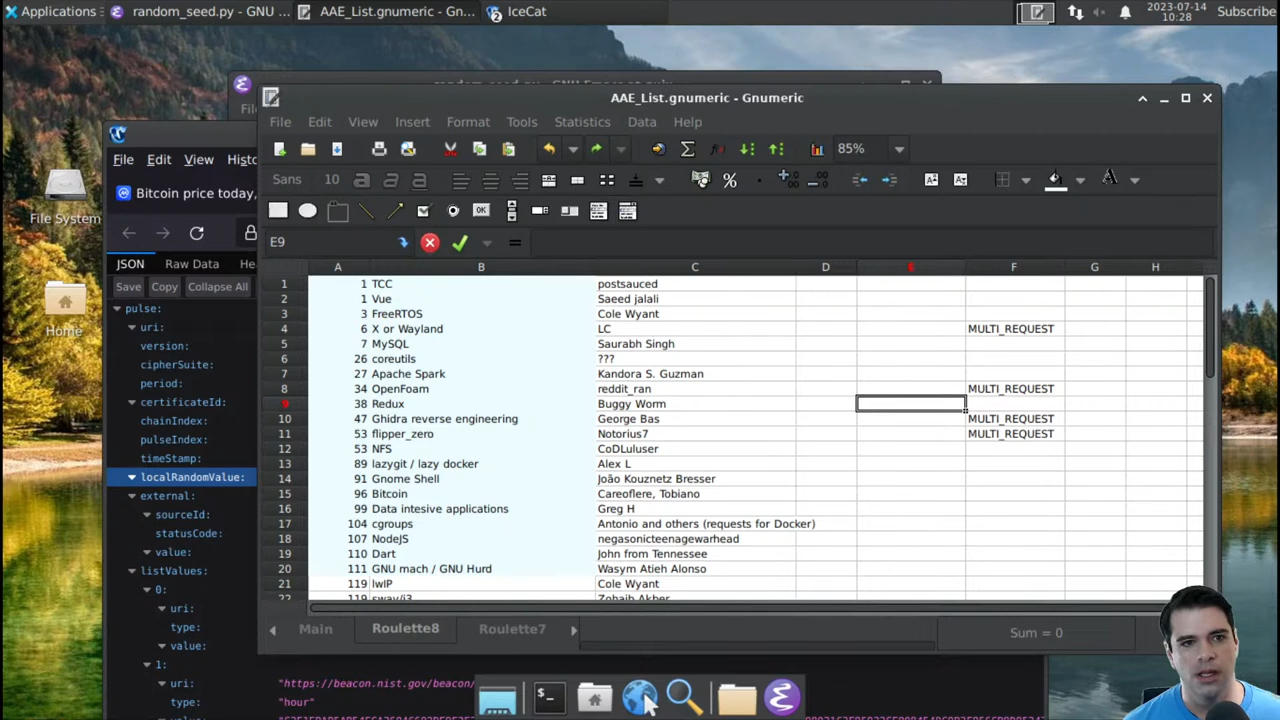 Applications
random_seed.py - GNU ...
AAE_List.gnumeric - Gn...
2 IceCat
2023-07-14
10:28
Subscribe
AAE_List.gnumeric - Gnumeric
File Edit View Insert Format Tools Statistics Data Help
85%
Sans 10
E9
File Edit View Histo
Bitcoin price today,
JSON Raw Data He
Save Copy Collapse All
pulse:
uri:
version:
cipherSuite:
period:
certificateId:
chainIndex:
pulseIndex:
timeStamp:
localRandomValue:
external:
sourceId:
statusCode:
value:
listValues:
0:
uri:
type:
value:
1:
uri:
type:
"https://beacon.nist.gov/beacon/
"hour"
File System
Home
A B C D E F G H
1 1 TCC postsauced
2 1 Vue Saeed jalali
3 3 FreeRTOS Cole Wyant
4 6 X or Wayland LC MULTI_REQUEST
5 7 MySQL Saurabh Singh
6 26 coreutils ???
7 27 Apache Spark Kandora S. Guzman
8 34 OpenFoam reddit_ran MULTI_REQUEST
9 38 Redux Buggy Worm
10 47 Ghidra reverse engineering George Bas MULTI_REQUEST
11 53 flipper_zero Notorius7 MULTI_REQUEST
12 53 NFS CoDLuluser
13 89 lazygit / lazy docker Alex L
14 91 Gnome Shell João Kouznetz Bresser
15 96 Bitcoin Careoflere, Tobiano
16 99 Data intesive applications Greg H
17 104 cgroups Antonio and others (requests for Docker)
18 107 NodeJS negasonicteenagewarhead
19 110 Dart John from Tennessee
20 111 GNU mach / GNU Hurd Wasym Atieh Alonso
21 119 lwIP Cole Wyant
22 119 sway/i3 Zohaib Akber
Main Roulette8 Roulette7
Sum = 0